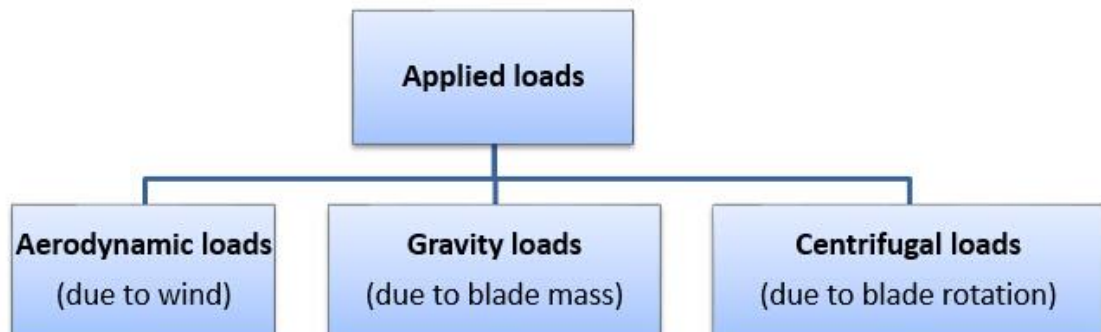 Applied loads
Aerodynamic loads
(due to wind)
Gravity loads
(due to blade mass)
Centrifugal loads
(due to blade rotation)